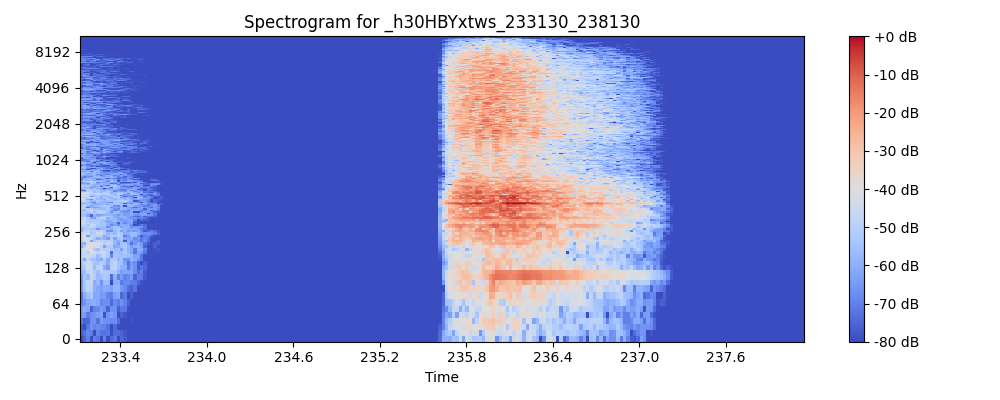 Spectrogram for _h30HBYxtws_233130_238130
8192
4096
2048
1024
512
256
128
64
0
Hz
233.4 234.0 234.6 235.2 235.8 236.4 237.0 237.6
Time
+0 dB
-10 dB
-20 dB
-30 dB
-40 dB
-50 dB
-60 dB
-70 dB
-80 dB